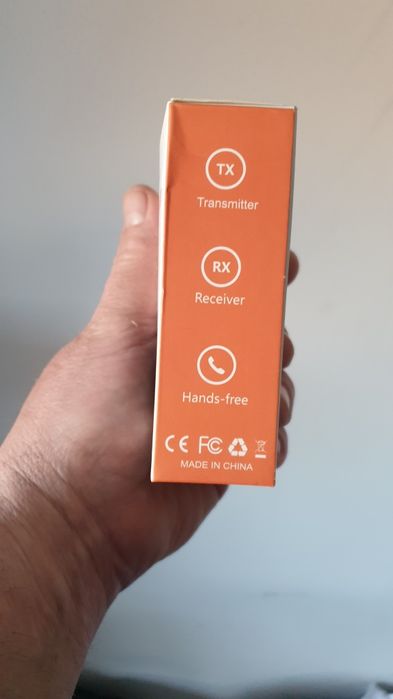 TX
Transmitter
RX
Receiver
Hands-free
CE FC
MADE IN CHINA